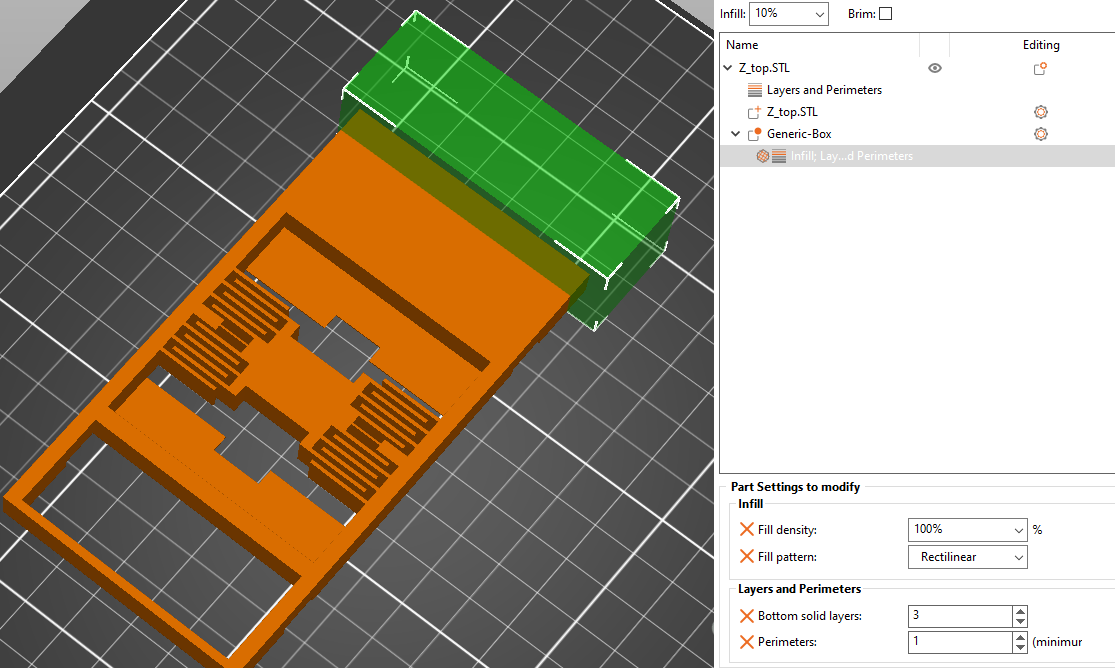 Infill: 10% Brim:
Name Editing
Z_top.STL
Layers and Perimeters
Z_top.STL
Generic-Box
Infill; Lay...d Perimeters
Part Settings to modify
Infill
Fill density: 100% %
Fill pattern: Rectilinear
Layers and Perimeters
Bottom solid layers: 3
Perimeters: 1 (minimur